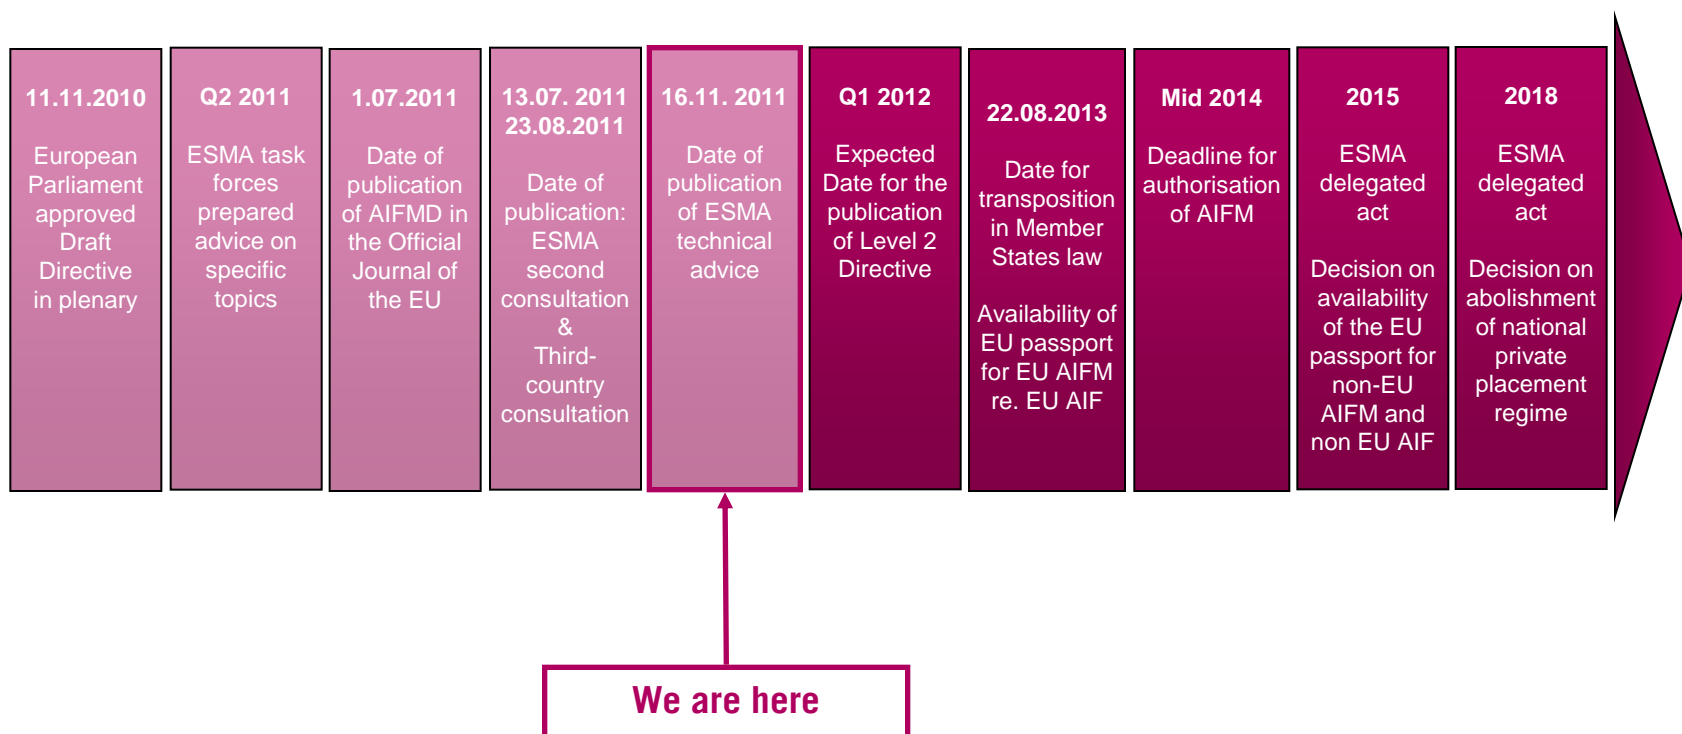 11.11.2010
European
Parliament
approved
Draft
Directive
in plenary
Q2 2011
ESMA task
forces
prepared
advice on
specific
topics
1.07.2011
Date of
publication
of AIFMD in
the Official
Journal of
the EU
13.07. 2011
23.08.2011
Date of
publication:
ESMA
second
consultation
&
Third-
country
consultation
16.11. 2011
Date of
publication
of ESMA
technical
advice
Q1 2012
Expected
Date for the
publication
of Level 2
Directive
22.08.2013
Date for
transposition
in Member
States law
Availability of
EU passport
for EU AIFM
re. EU AIF
Mid 2014
Deadline for
authorisation
of AIFM
2015
ESMA
delegated
act
Decision on
availability
of the EU
passport for
non-EU
AIFM and
non EU AIF
2018
ESMA
delegated
act
Decision on
abolishment
of national
private
placement
regime
We are here